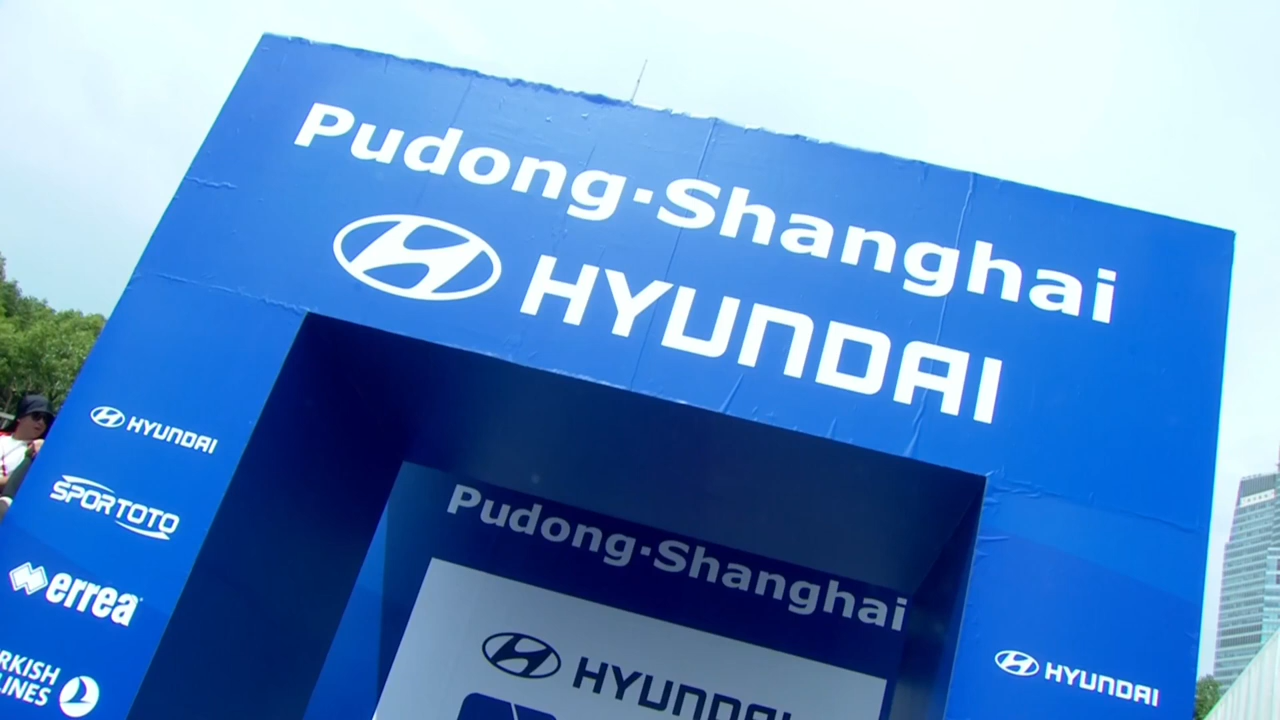 Pudong·Shanghai
HYUNDAI
HYUNDAI
SPORTOTO
errea
RKISH
LINES
Pudong·Shanghai
HYUNDAI
HYUNDAI